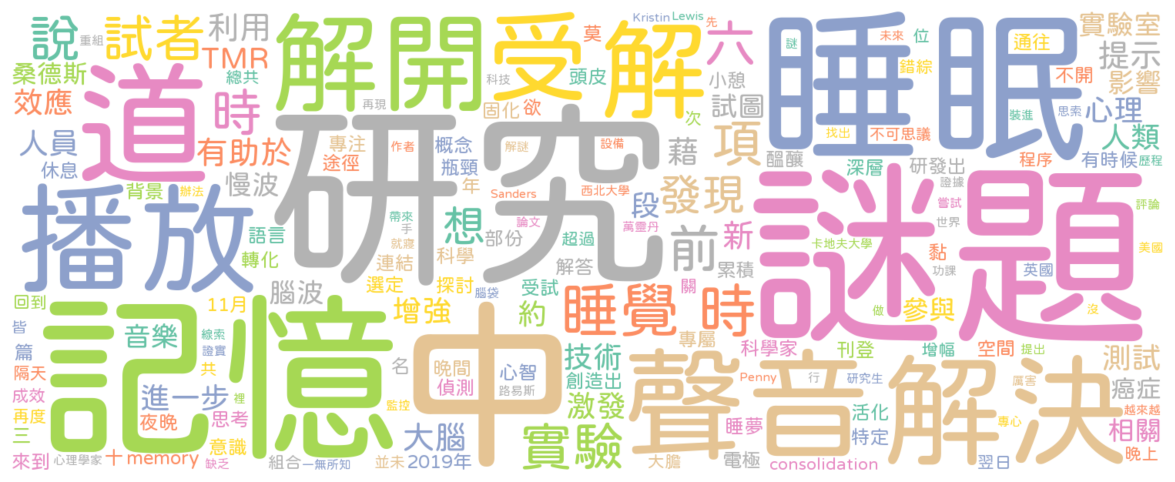 說
重組
試者
利用
TMR
解開
受
解
莫
Kristin
Lewis
先
六
睡眠
謎
未來
位
通往
實驗室
提示
桑德斯
總共
道
時
效應
科技
頭皮
小憩
錯綜
不開
影響
固化
欲
試圖
次
裝進
思索
心理
人員
再現
專注
作者
概念
解謎
設備
藉
項
找出
不可思議
人類
休息
有助於
途徑
瓶頸
醞釀
深層
程序
有時候
歷程
研究
背景
辦法
慢波
年
Sanders
西北大學
發現
研發出
證據
播放
帶來
手
想
論文
萬靈丹
段
謎題
嘗試
評論
語言
部份
超過
前
新
世界
轉化
就寢
連結
科學
解答
累積
卡地夫大學
黏
功課
美國
選定
探討
腦袋
受試
關
英國
回到
11月
腦波
增強
約
睡覺
時
專屬
做
參與
沒
皆
音樂
線索
記憶
中
篇
證實
名
晚間
心智
技術
科學家
刊登
增幅
空間
提出
測試
隔天
共
進一步
偵測
路易斯
創造出
聲音
Penny
行
研究生
解決
厲害
癌症
成效
裡
激發
活化
越來越
再度
夜晚
思考
監控
大腦
實驗
睡夢
特定
專心
相關
三
意識
來到
心理學家
十
memory
缺乏
組合
一無所知
並未
2019年
大膽
電極
consolidation
翌日
晚上